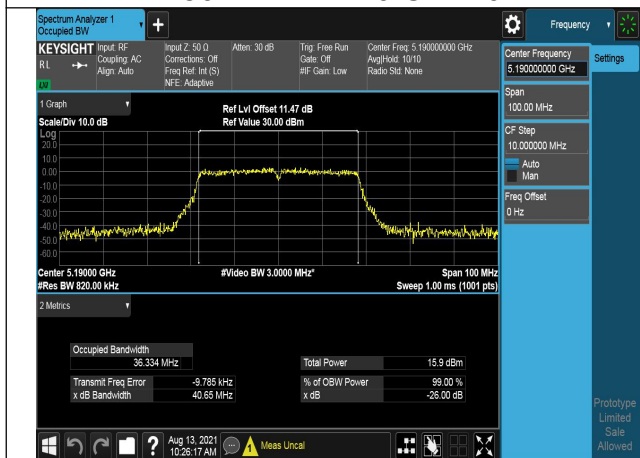 Spectrum Analyzer 1
Occupied BW
Frequency
KEYSIGHT
RL
Input: RF
Coupling: AC
Align: Auto
Input Z: 50 Ω
Corrections: Off
Freq Ref: Int (S)
NFE: Adaptive
Atten: 30 dB
Trig: Free Run
Gate: Off
#IF Gain: Low
Center Freq: 5.190000000 GHz
Avg|Hold: 10/10
Radio Std: None
1 Graph
Scale/Div 10.0 dB
Ref Lvl Offset 11.47 dB
Ref Value 30.00 dBm
Log
20.0
10.0
0.00
-10.0
-20.0
-30.0
-40.0
-50.0
-60.0
Center 5.19000 GHz
#Res BW 820.00 kHz
#Video BW 3.0000 MHz*
Span 100 MHz
Sweep 1.00 ms (1001 pts)
2 Metrics
Occupied Bandwidth
36.334 MHz
Total Power 15.9 dBm
Transmit Freq Error -9.785 kHz
% of OBW Power 99.00 %
x dB Bandwidth 40.65 MHz
x dB -26.00 dB
Center Frequency
5.190000000 GHz
Span
100.00 MHz
CF Step
10.000000 MHz
Auto
Man
Freq Offset
0 Hz
Settings
Prototype
Limited
Sale
Allowed
Aug 13, 2021
10:26:17 AM
Meas Uncal